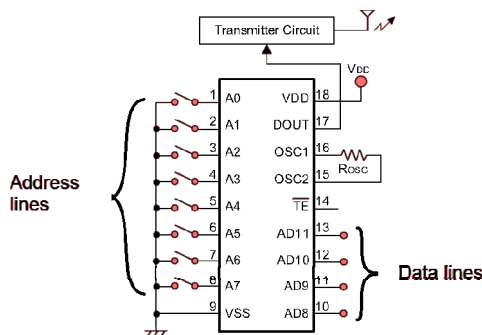 Transmitter Circuit
VDD
1 A0 VDD 18
2 A1 DOUT 17
3 A2 OSC1 16
ROSC
4 A3 OSC2 15
5 A4 TE 14
6 A5 AD11 13
7 A6 AD10 12
8 A7 AD9 11
9 VSS AD8 10
Address
lines
Data lines